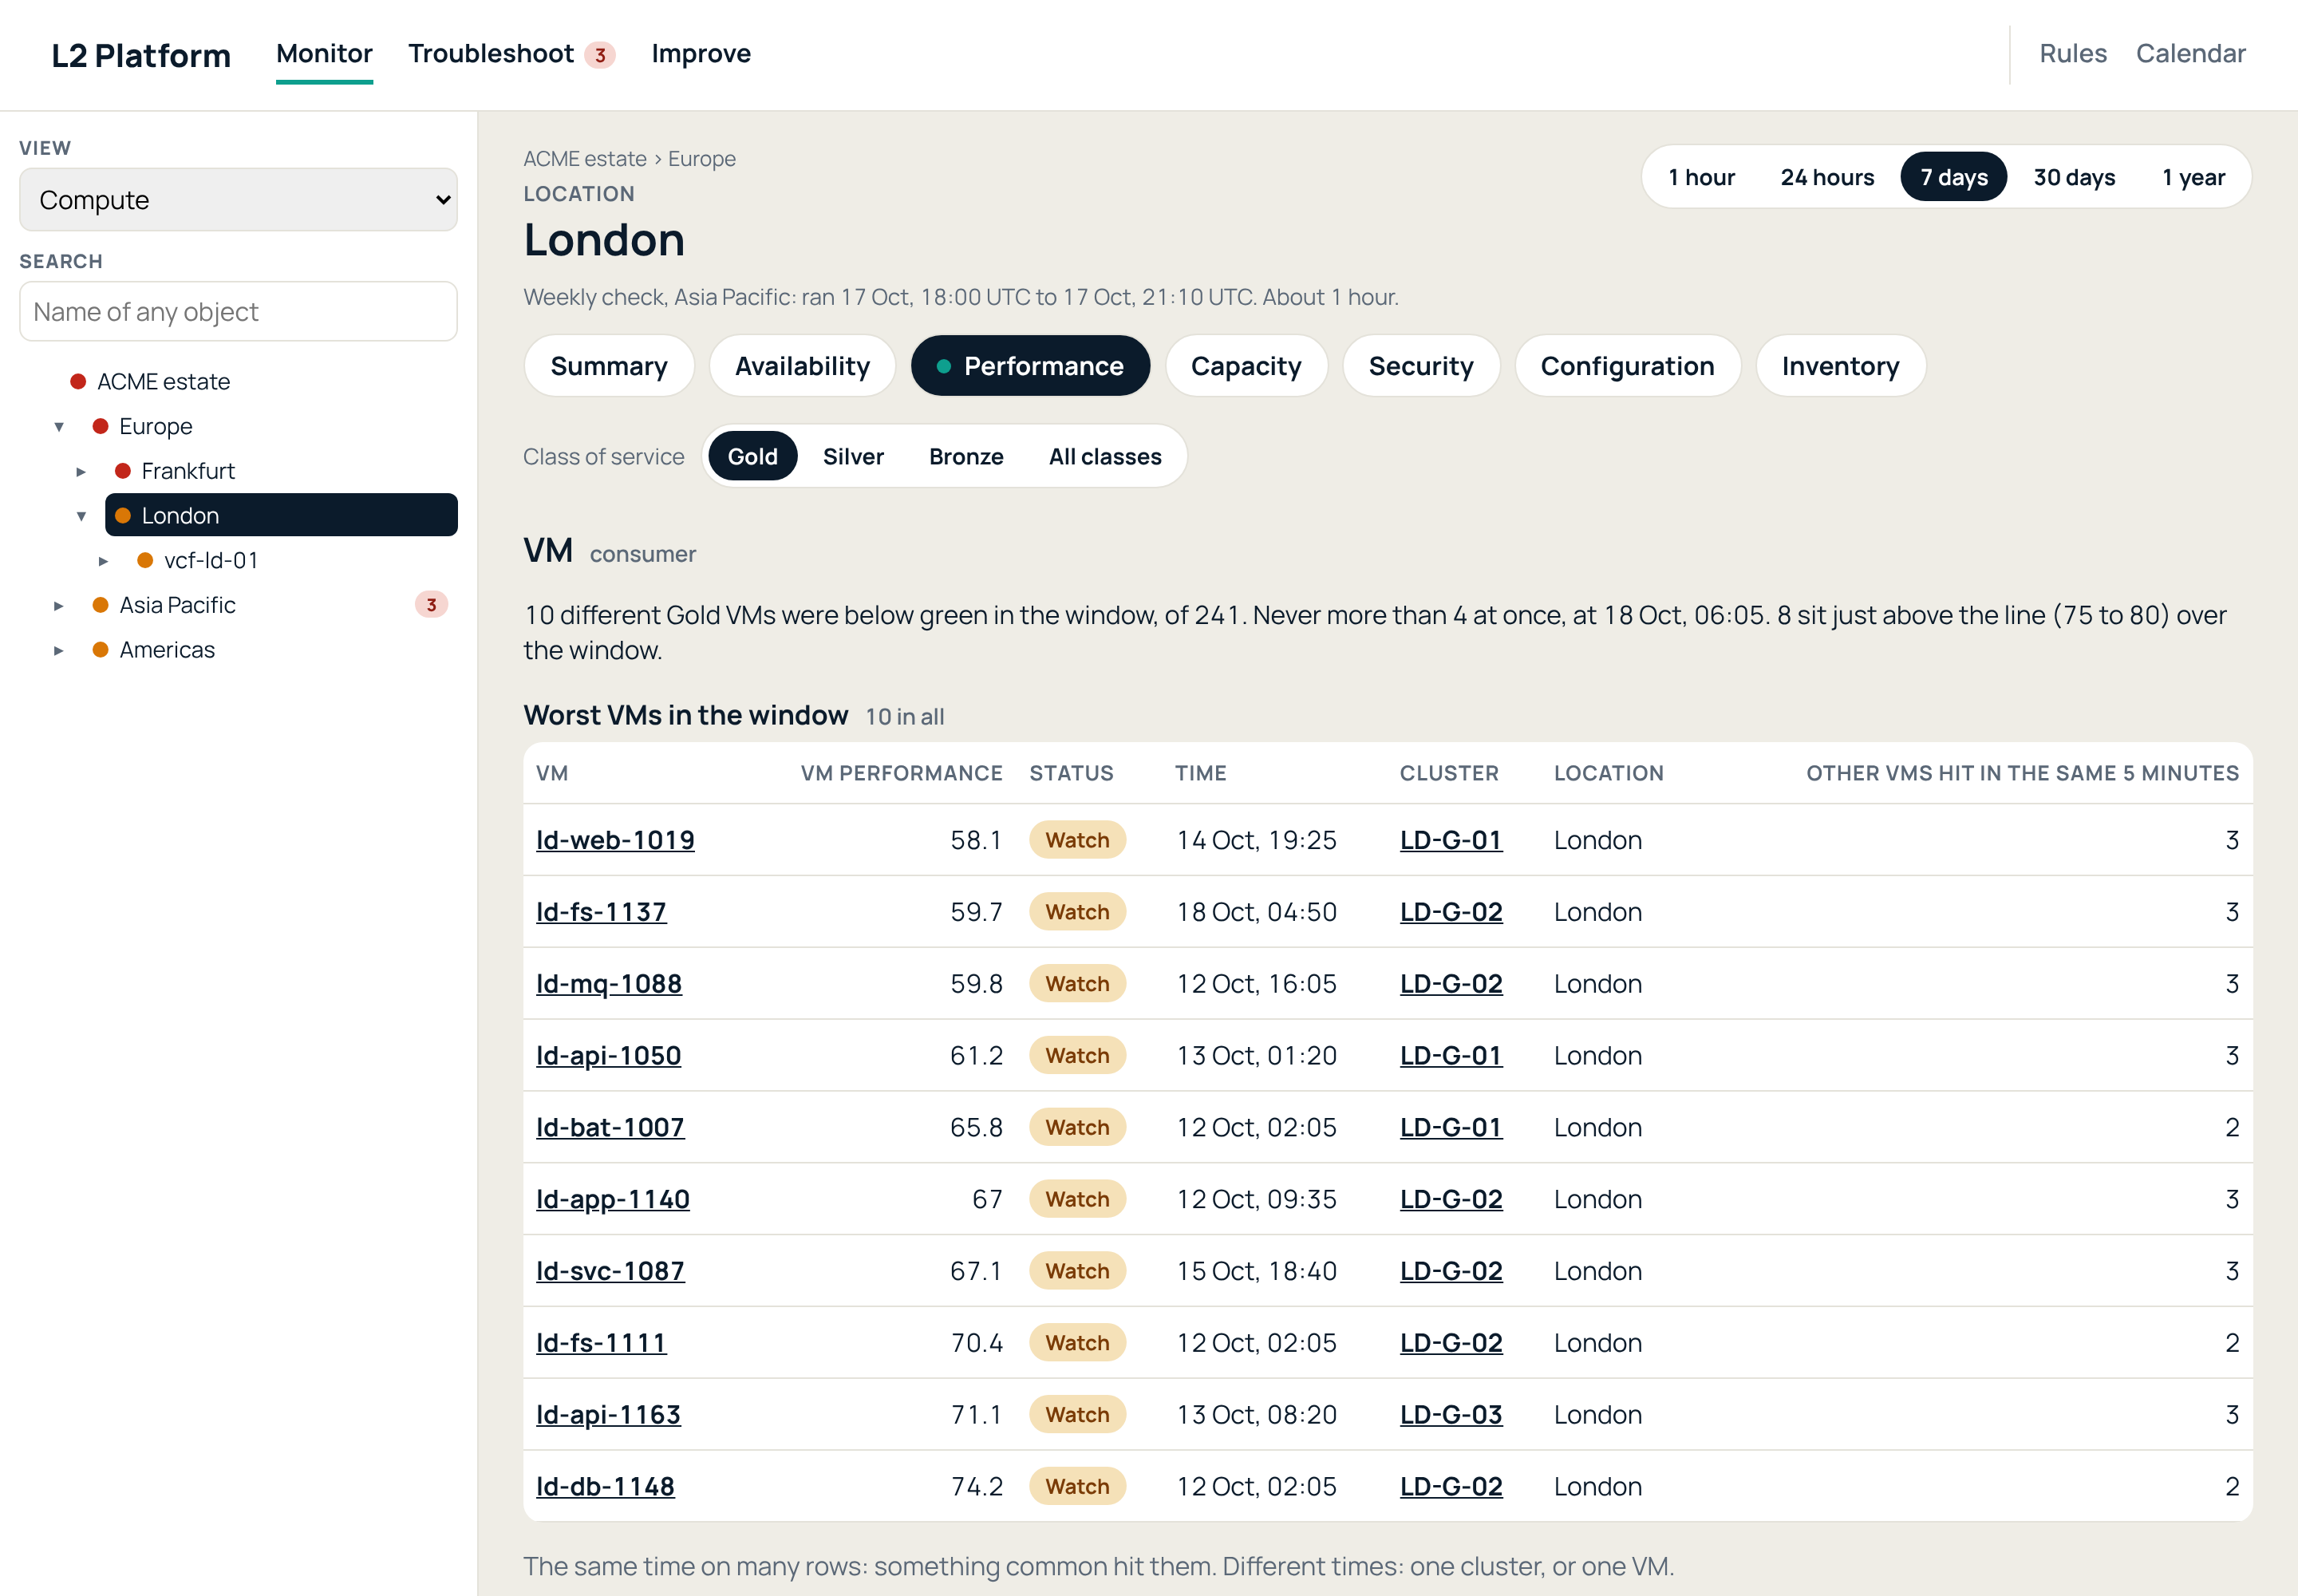 L2 Platform
Monitor
Troubleshoot 3
Improve
Rules
Calendar
VIEW
Compute
SEARCH
Name of any object
ACME estate
Europe
Frankfurt
London
vcf-ld-01
Asia Pacific 3
Americas
ACME estate › Europe
LOCATION
London
1 hour 24 hours 7 days 30 days 1 year
Weekly check, Asia Pacific: ran 17 Oct, 18:00 UTC to 17 Oct, 21:10 UTC. About 1 hour.
Summary Availability Performance Capacity Security Configuration Inventory
Class of service Gold Silver Bronze All classes
VM consumer
10 different Gold VMs were below green in the window, of 241. Never more than 4 at once, at 18 Oct, 06:05. 8 sit just above the line (75 to 80) over
the window.
Worst VMs in the window 10 in all
VM VM PERFORMANCE STATUS TIME CLUSTER LOCATION OTHER VMS HIT IN THE SAME 5 MINUTES
ld-web-1019 58.1 Watch 14 Oct, 19:25 LD-G-01 London 3
ld-fs-1137 59.7 Watch 18 Oct, 04:50 LD-G-02 London 3
ld-mq-1088 59.8 Watch 12 Oct, 16:05 LD-G-02 London 3
ld-api-1050 61.2 Watch 13 Oct, 01:20 LD-G-01 London 3
ld-bat-1007 65.8 Watch 12 Oct, 02:05 LD-G-01 London 2
ld-app-1140 67 Watch 12 Oct, 09:35 LD-G-02 London 3
ld-svc-1087 67.1 Watch 15 Oct, 18:40 LD-G-02 London 3
ld-fs-1111 70.4 Watch 12 Oct, 02:05 LD-G-02 London 2
ld-api-1163 71.1 Watch 13 Oct, 08:20 LD-G-03 London 3
ld-db-1148 74.2 Watch 12 Oct, 02:05 LD-G-02 London 2
The same time on many rows: something common hit them. Different times: one cluster, or one VM.